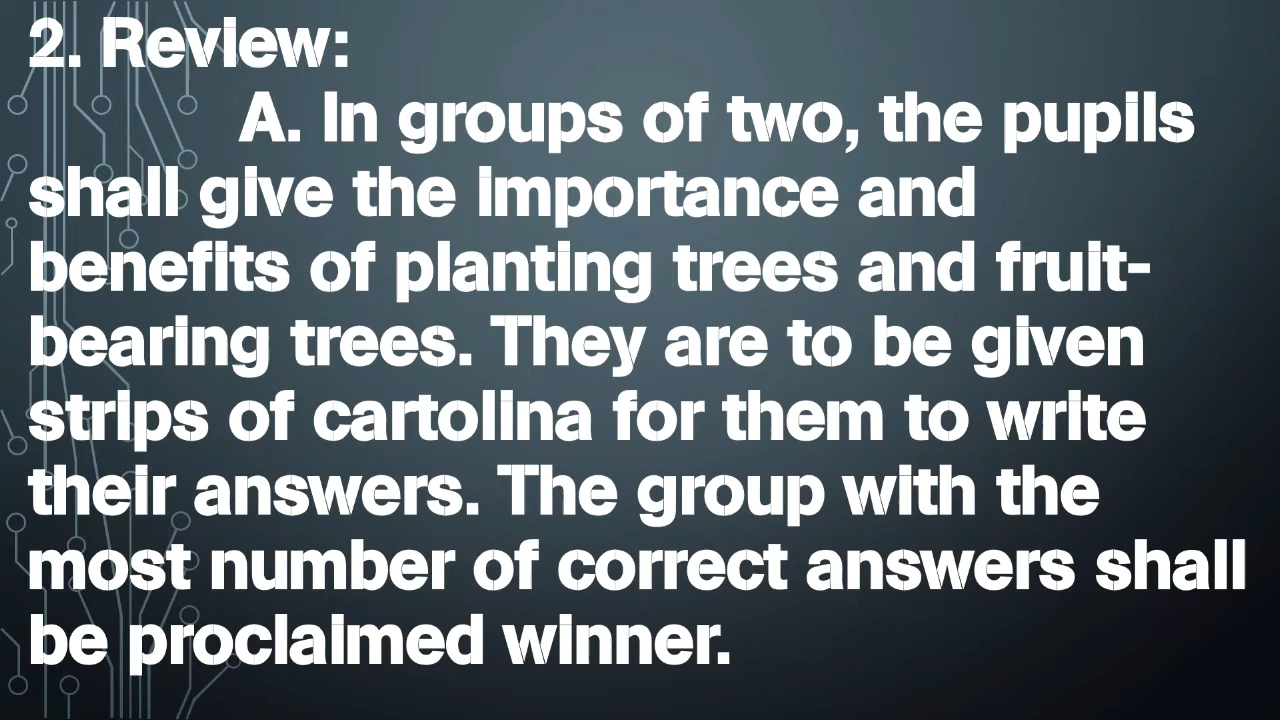 2. Review:
A. In groups of two, the pupils
shall give the importance and
benefits of planting trees and fruit-
bearing trees. They are to be given
strips of cartolina for them to write
their answers. The group with the
most number of correct answers shall
be proclaimed winner.